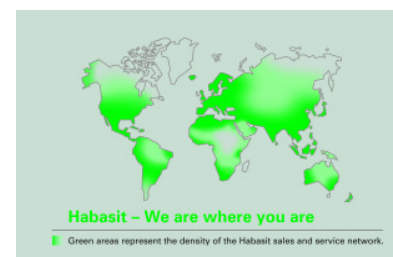 Habasit – We are where you are
Green areas represent the density of the Habasit sales and service network.